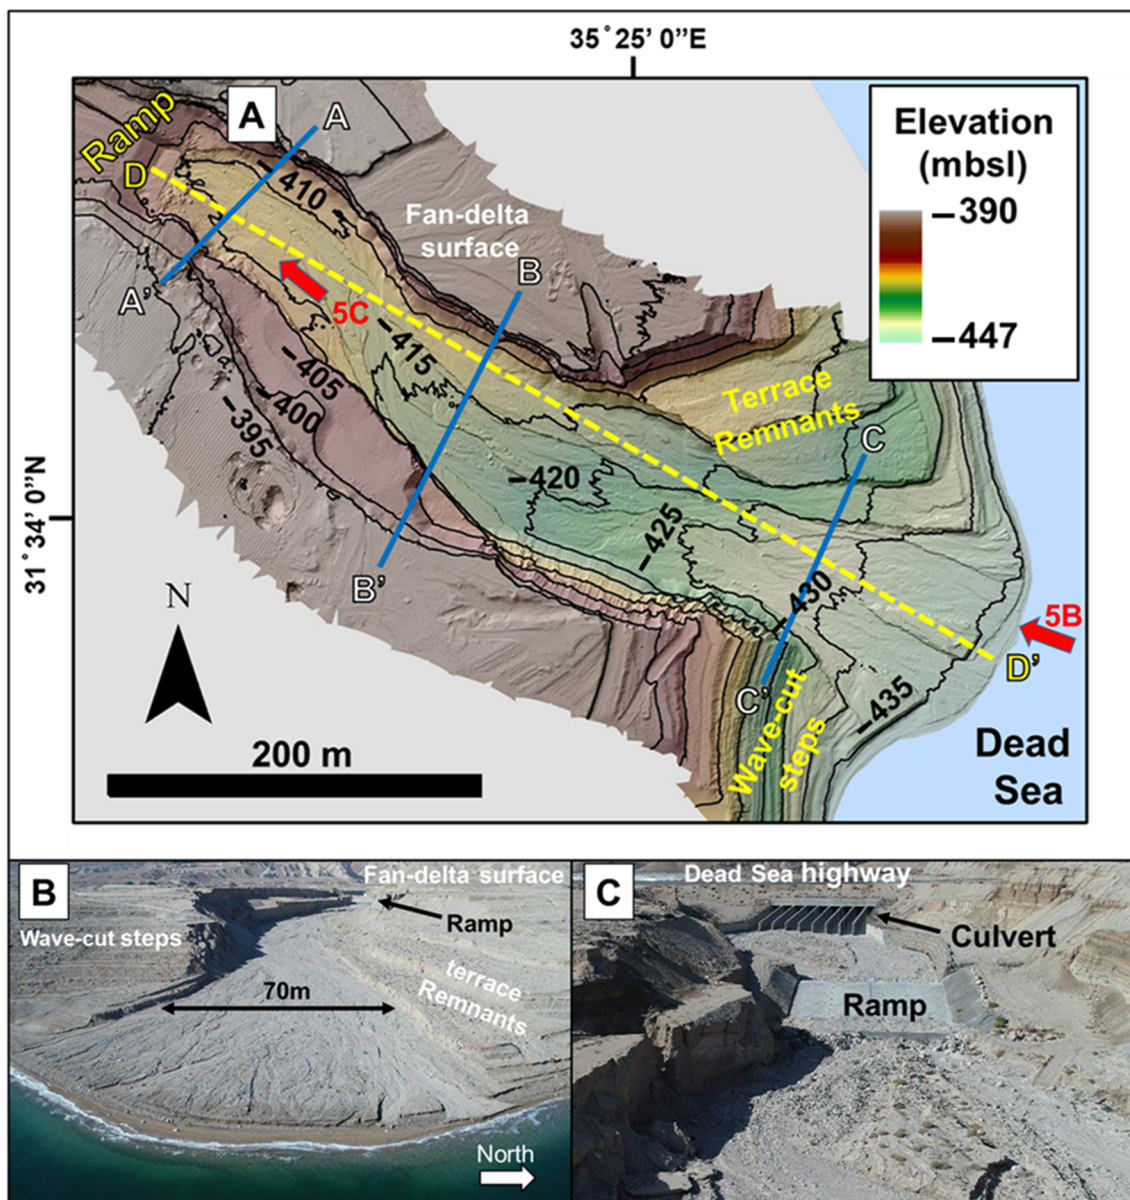 35° 25' 0”E
A
Ramp
D
A
Elevation
(mbsl)
–390
–447
–410
Fan-delta
surface
B
A'
5C
–415
–405
–400
–395
Terrace
Remnants
C
–420
–425
31° 34' 0”N
B'
–430
5B
D'
N
C'
Wave-cut
steps
–435
200 m
Dead
Sea
B
Fan-delta surface
Ramp
Wave-cut steps
terrace
Remnants
70m
North
C
Dead Sea highway
Culvert
Ramp